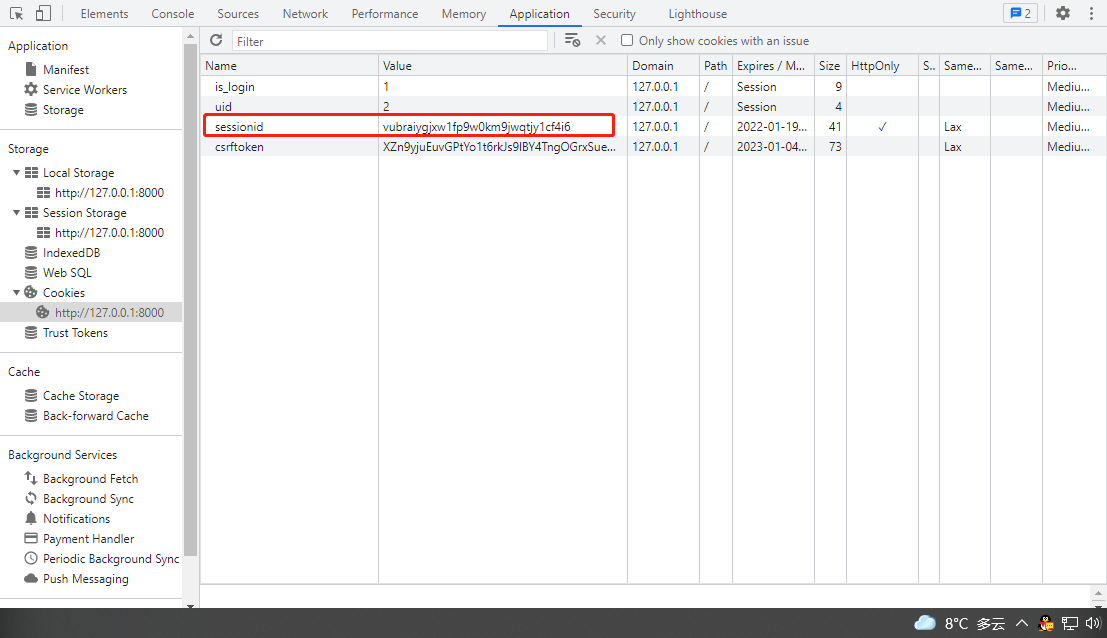 Elements Console Sources Network Performance Memory Application Security Lighthouse 2
Application
Manifest
Service Workers
Storage
Storage
Local Storage
http://127.0.0.1:8000
Session Storage
http://127.0.0.1:8000
IndexedDB
Web SQL
Cookies
http://127.0.0.1:8000
Trust Tokens
Cache
Cache Storage
Back-forward Cache
Background Services
Background Fetch
Background Sync
Notifications
Payment Handler
Periodic Background Sync
Push Messaging
Filter Only show cookies with an issue
Name Value Domain Path Expires / M... Size HttpOnly S.. Same... Same... Prio...
is_login 1 127.0.0.1 / Session 9 Mediu...
uid 2 127.0.0.1 / Session 4 Mediu...
sessionid vubraiygjxw1fp9w0km9jwqtjy1cf4i6 127.0.0.1 / 2022-01-19... 41 ✓ Lax Mediu...
csrftoken XZn9yjuEuvGPtYo1t6rkJs9IBY4TngOGrxSue... 127.0.0.1 / 2023-01-04... 73 Lax Mediu...
8°C 多云